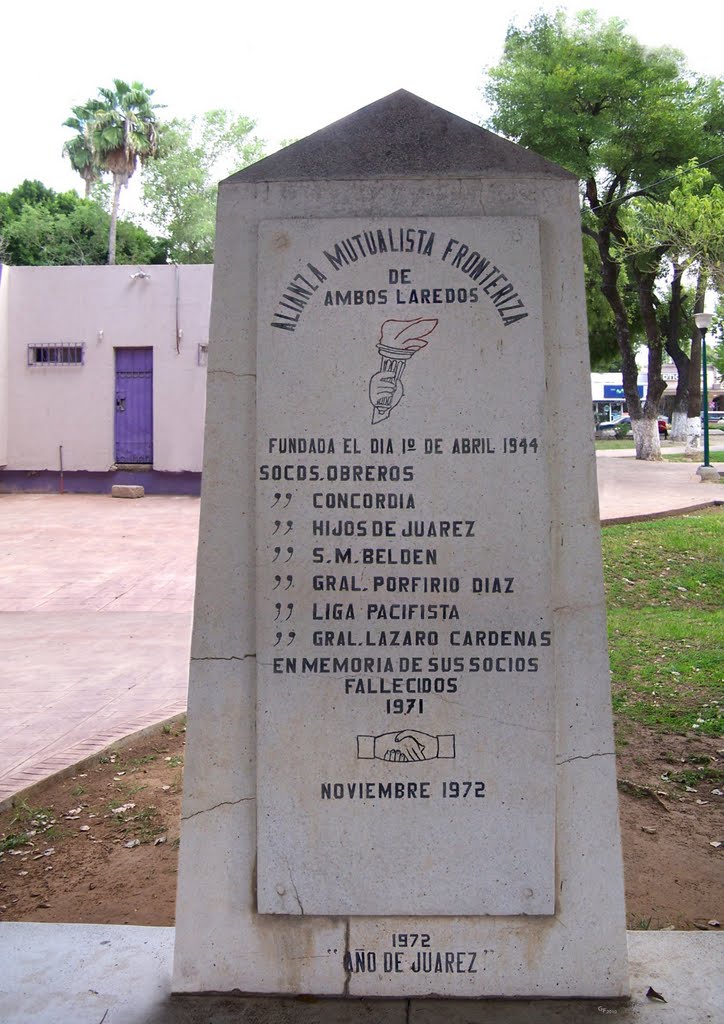 ALIANZA MUTUALISTA FRONTERIZA
DE
AMBOS LAREDOS
FUNDADA EL DIA 1º DE ABRIL 1944
SOCDS. OBREROS
,, CONCORDIA
,, HIJOS DE JUAREZ
,, S.M. BELDEN
,, GRAL. PORFIRIO DIAZ
,, LIGA PACIFISTA
,, GRAL. LAZARO CARDENAS
EN MEMORIA DE SUS SOCIOS
FALLECIDOS
1971
NOVIEMBRE 1972
1972
"AÑO DE JUAREZ"